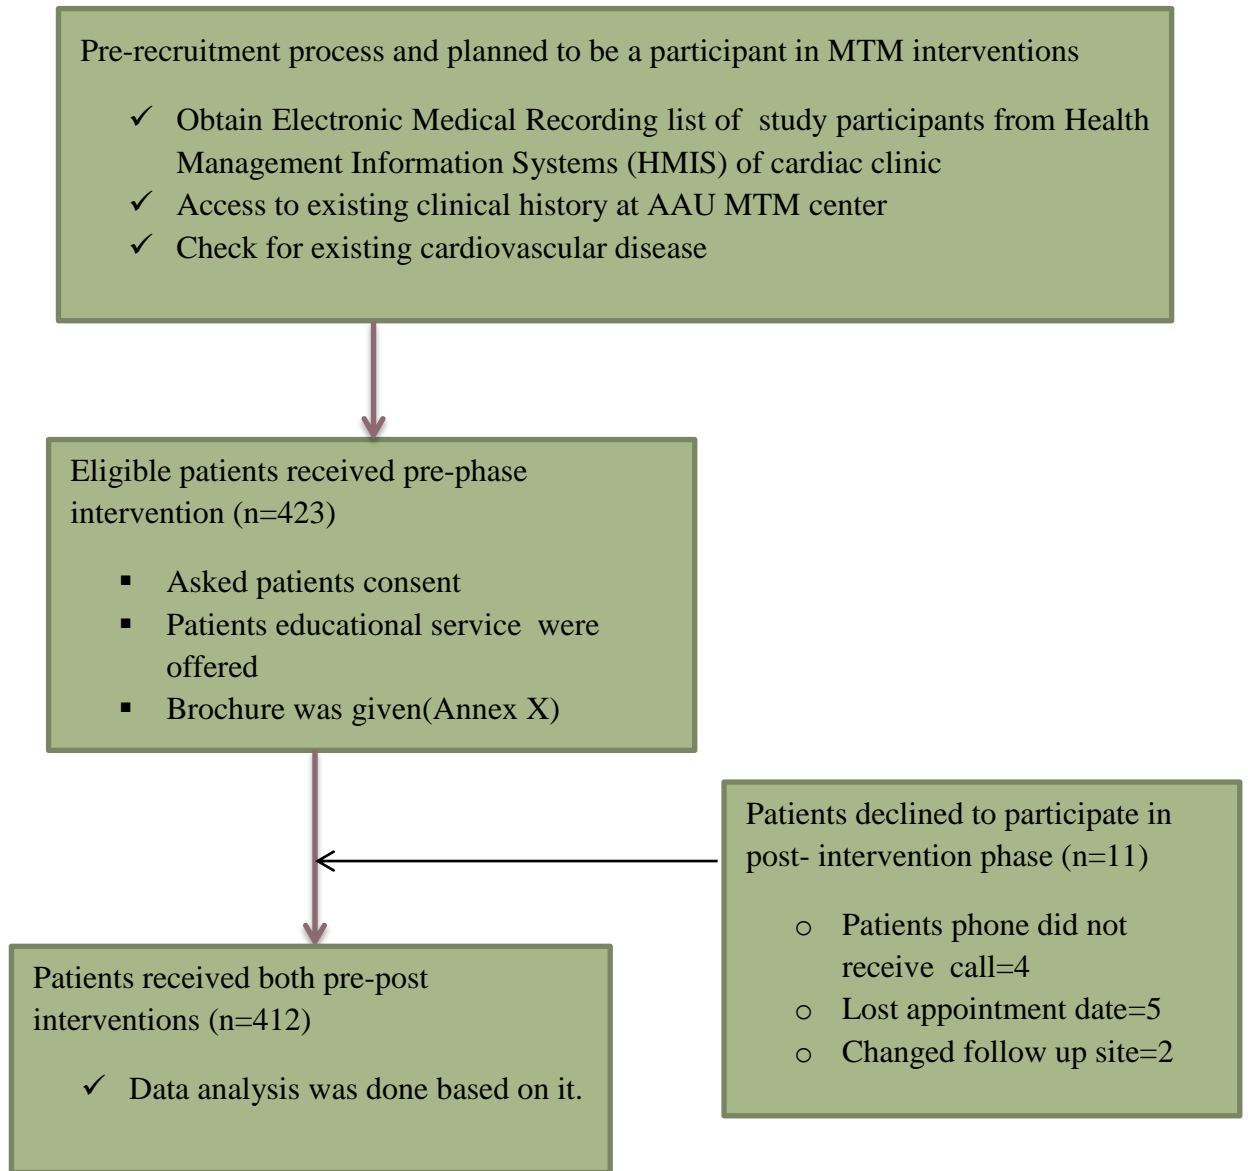 Pre-recruitment process and planned to be a participant in MTM interventions
✓ Obtain Electronic Medical Recording list of study participants from Health
Management Information Systems (HMIS) of cardiac clinic
✓ Access to existing clinical history at AAU MTM center
✓ Check for existing cardiovascular disease
Eligible patients received pre-phase
intervention (n=423)
▪ Asked patients consent
▪ Patients educational service were
offered
▪ Brochure was given(Annex X)
Patients declined to participate in
post- intervention phase (n=11)
o Patients phone did not
receive call=4
o Lost appointment date=5
o Changed follow up site=2
Patients received both pre-post
interventions (n=412)
✓ Data analysis was done based on it.